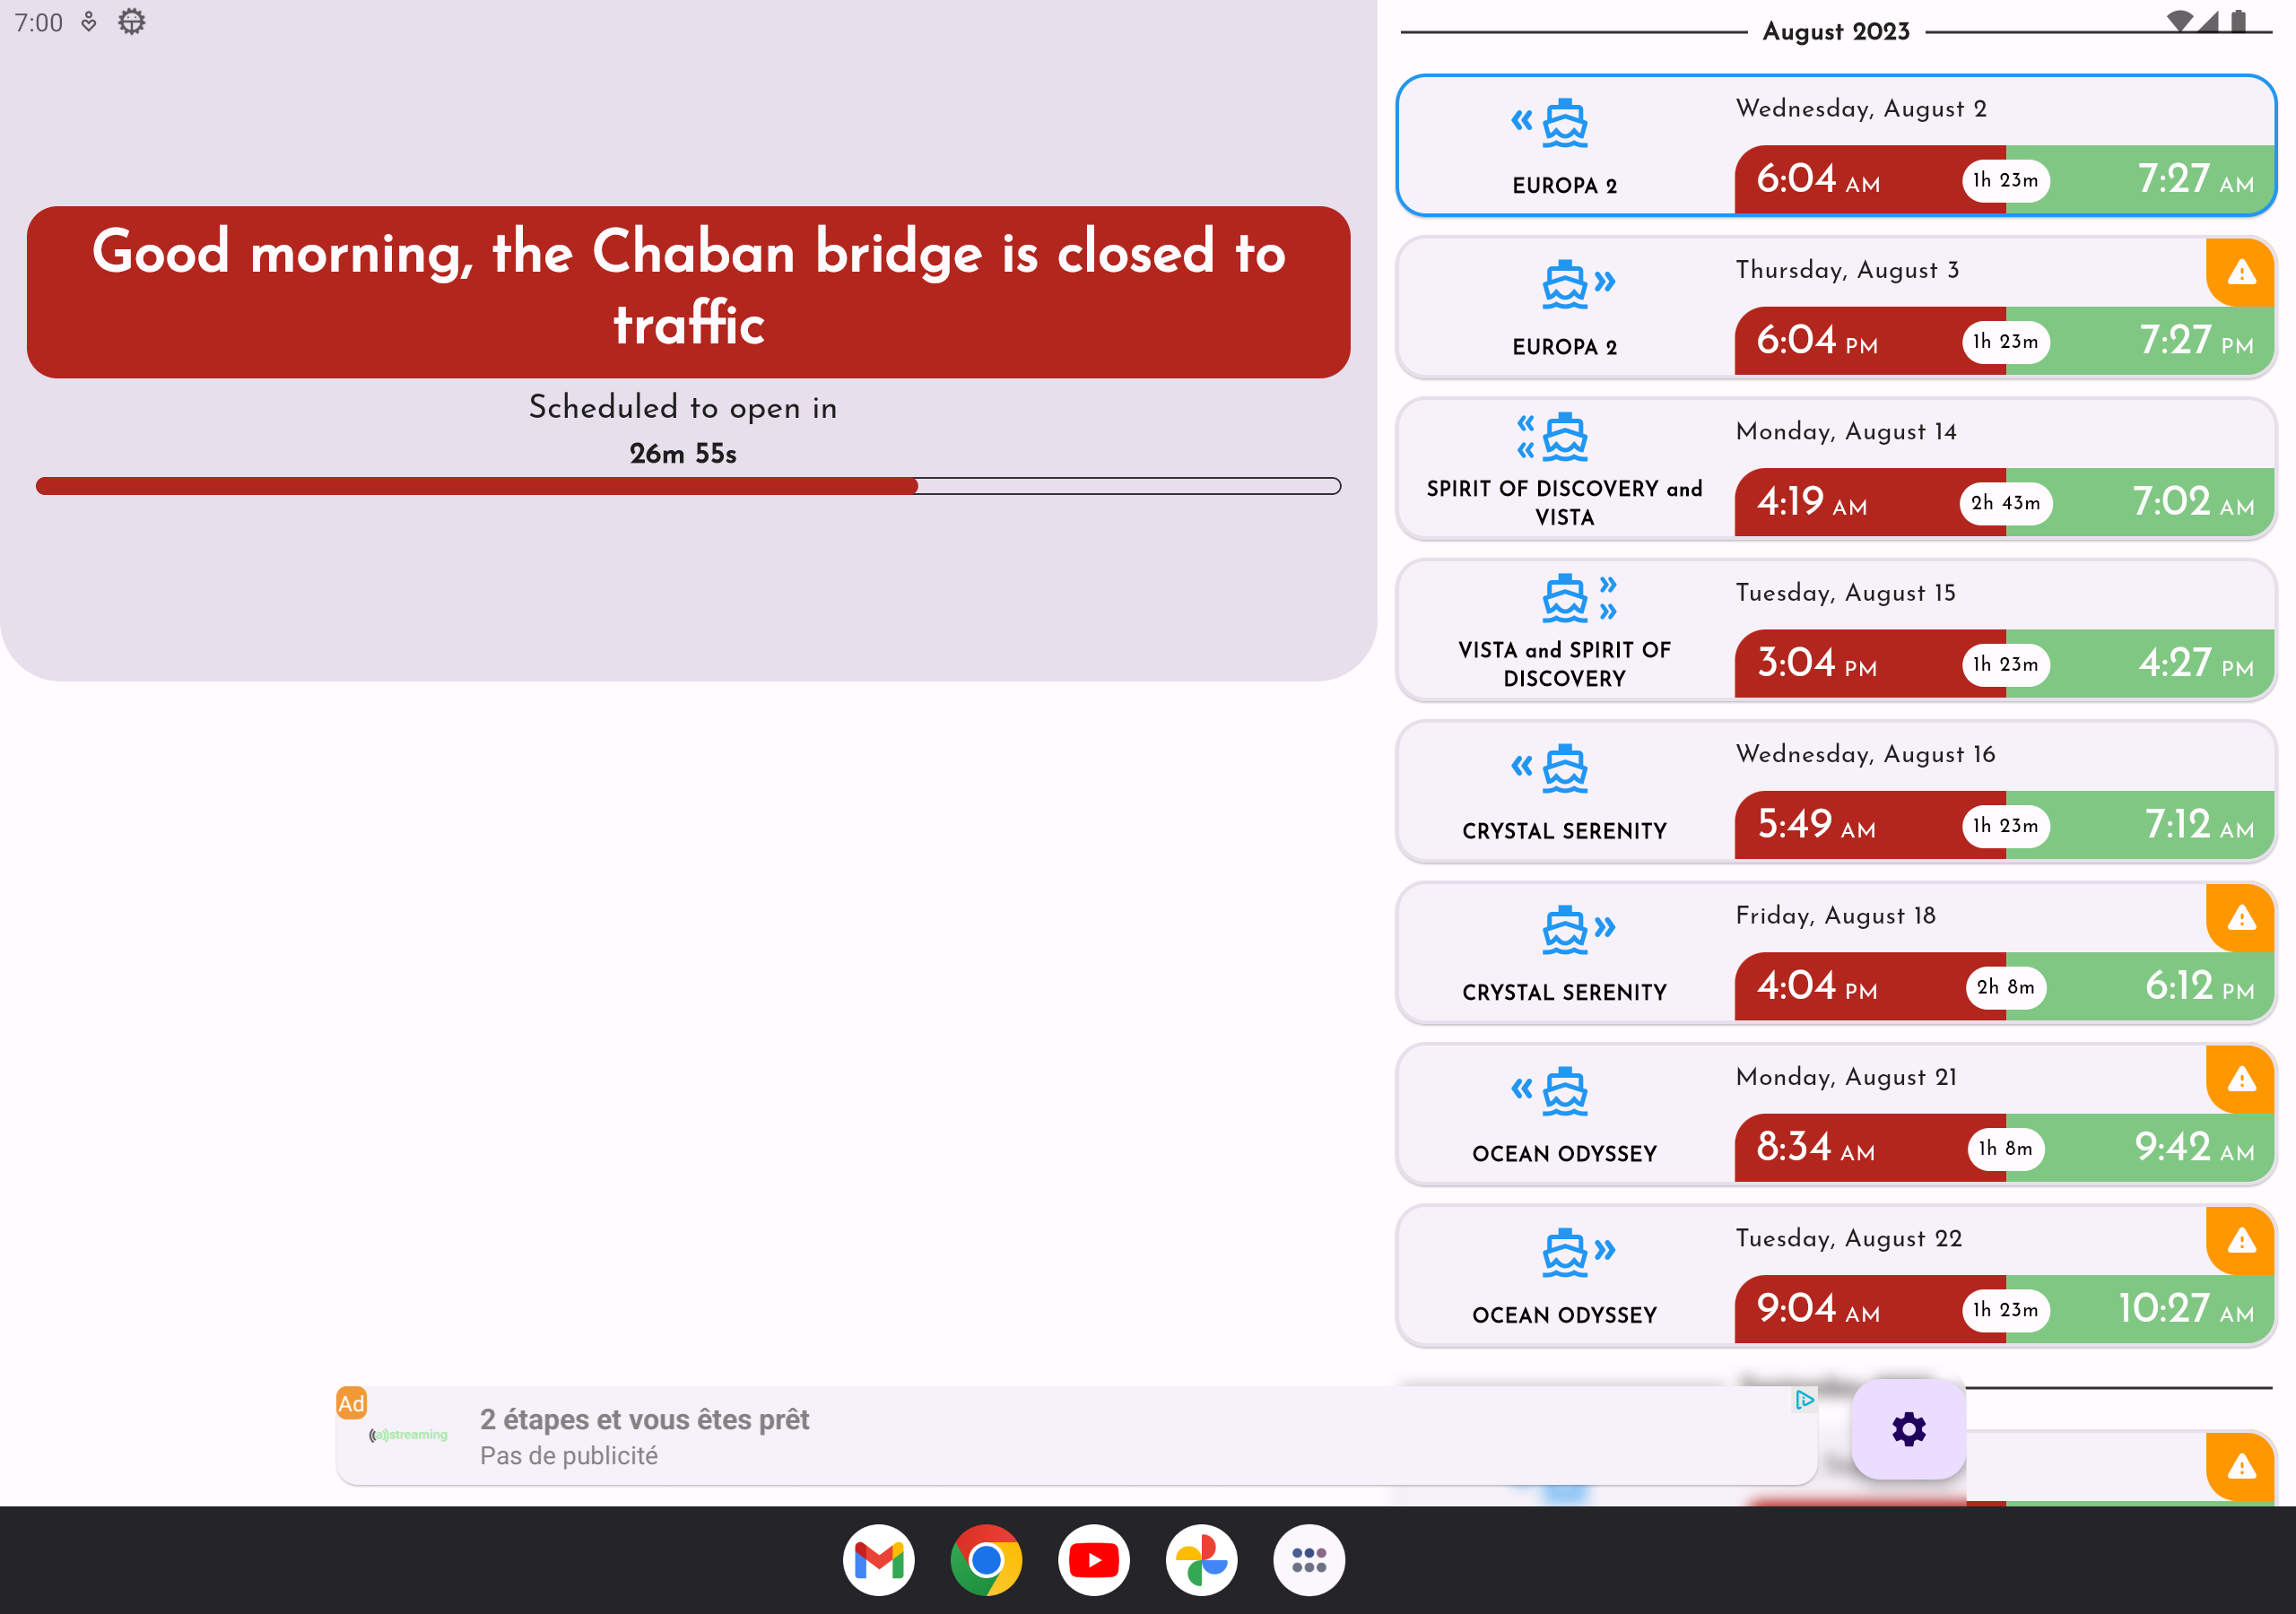 7:00
Good morning, the Chaban bridge is closed to
traffic
Scheduled to open in
26m 55s
August 2023
Wednesday, August 2
EUROPA 2
6:04 AM
1h 23m
7:27 AM
Thursday, August 3
EUROPA 2
6:04 PM
1h 23m
7:27 PM
Monday, August 14
SPIRIT OF DISCOVERY and
VISTA
4:19 AM
2h 43m
7:02 AM
Tuesday, August 15
VISTA and SPIRIT OF
DISCOVERY
3:04 PM
1h 23m
4:27 PM
Wednesday, August 16
CRYSTAL SERENITY
5:49 AM
1h 23m
7:12 AM
Friday, August 18
CRYSTAL SERENITY
4:04 PM
2h 8m
6:12 PM
Monday, August 21
OCEAN ODYSSEY
8:34 AM
1h 8m
9:42 AM
Tuesday, August 22
OCEAN ODYSSEY
9:04 AM
1h 23m
10:27 AM
Ad
((a))streaming
2 étapes et vous êtes prêt
Pas de publicité